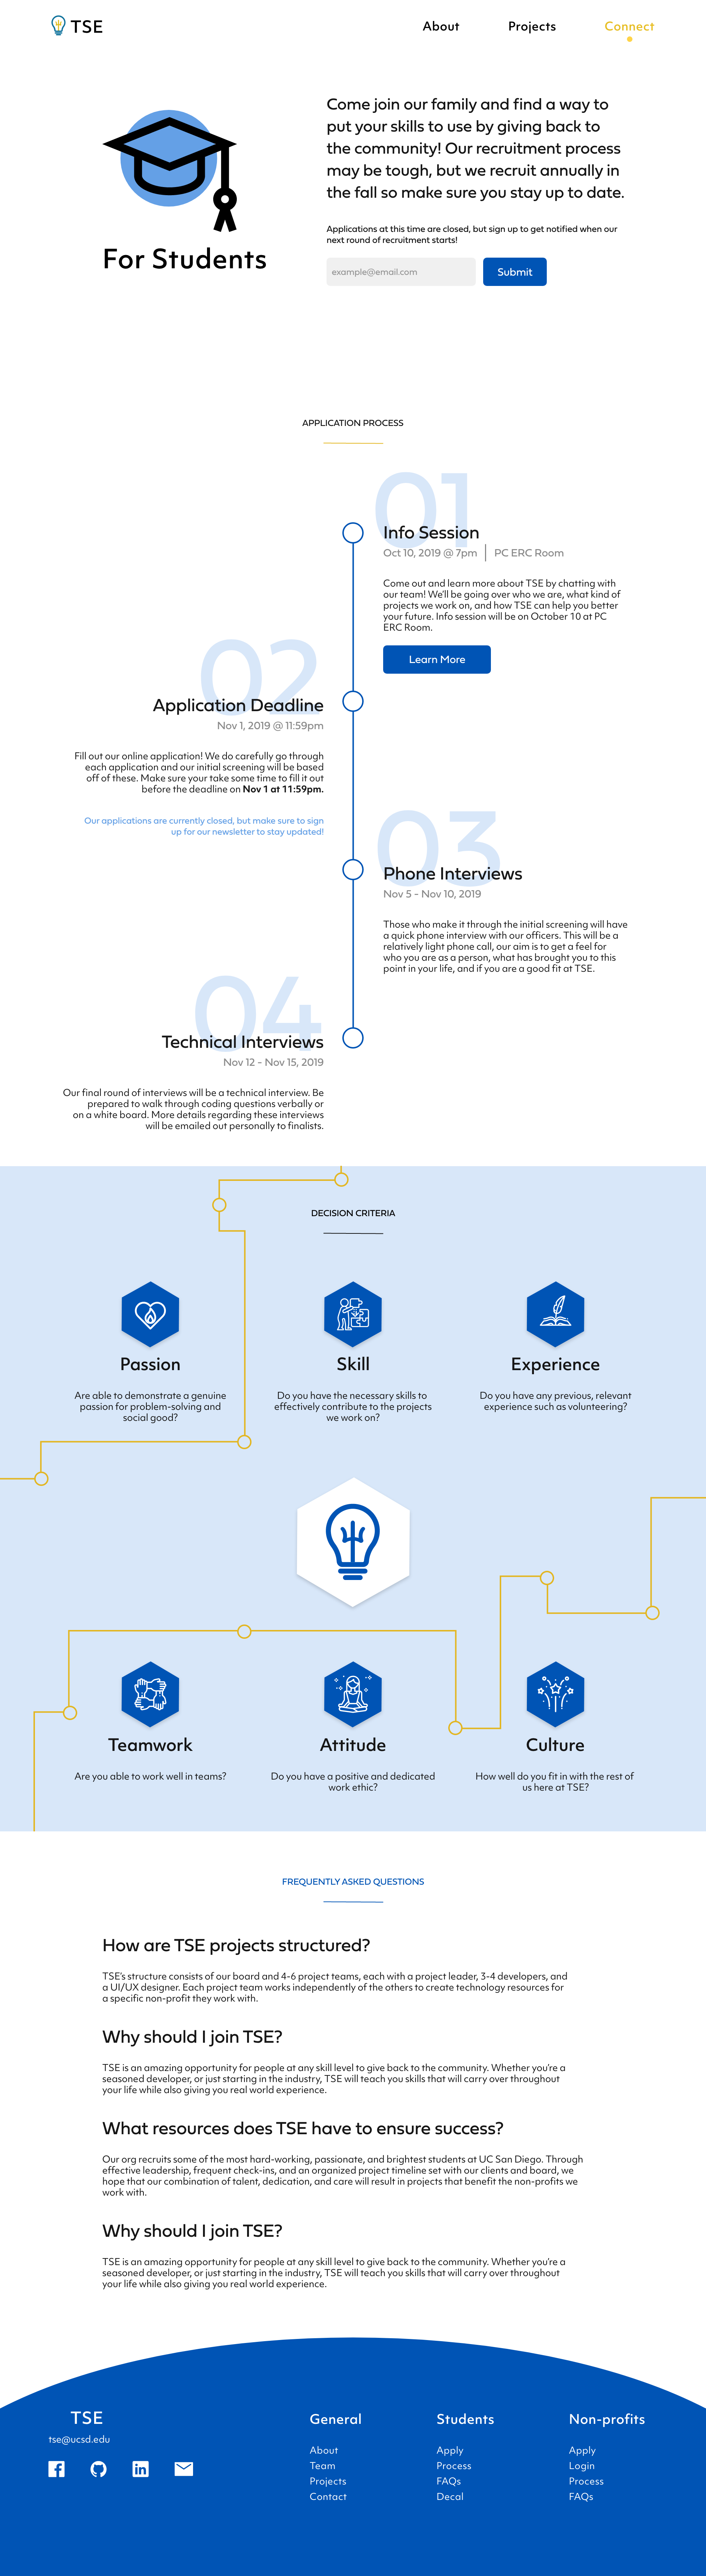 TSE
About
Projects
Connect
Come join our family and find a way to
put your skills to use by giving back to
the community! Our recruitment process
may be tough, but we recruit annually in
the fall so make sure you stay up to date.
For Students
Applications at this time are closed, but sign up to get notified when our
next round of recruitment starts!
example@email.com
Submit
APPLICATION PROCESS
01
Info Session
Oct 10, 2019 @ 7pm
PC ERC Room
Come out and learn more about TSE by chatting with
our team! We'll be going over who we are, what kind of
projects we work on, and how TSE can help you better
your future. Info session will be on October 10 at PC
ERC Room.
Learn More
02
Application Deadline
Nov 1, 2019 @ 11:59pm
Fill out our online application! We do carefully go through
each application and our initial screening will be based
off of these. Make sure your take some time to fill it out
before the deadline on Nov 1 at 11:59pm.
Our applications are currently closed, but make sure to sign
up for our newsletter to stay updated!
03
Phone Interviews
Nov 5 - Nov 10, 2019
Those who make it through the initial screening will have
a quick phone interview with our officers. This will be a
relatively light phone call, our aim is to get a feel for
who you are as a person, what has brought you to this
point in your life, and if you are a good fit at TSE.
04
Technical Interviews
Nov 12 - Nov 15, 2019
Our final round of interviews will be a technical interview. Be
prepared to walk through coding questions verbally or
on a white board. More details regarding these interviews
will be emailed out personally to finalists.
DECISION CRITERIA
Passion
Are able to demonstrate a genuine
passion for problem-solving and
social good?
Skill
Do you have the necessary skills to
effectively contribute to the projects
we work on?
Experience
Do you have any previous, relevant
experience such as volunteering?
Teamwork
Are you able to work well in teams?
Attitude
Do you have a positive and dedicated
work ethic?
Culture
How well do you fit in with the rest of
us here at TSE?
FREQUENTLY ASKED QUESTIONS
How are TSE projects structured?
TSE's structure consists of our board and 4-6 project teams, each with a project leader, 3-4 developers, and
a UI/UX designer. Each project team works independently of the others to create technology resources for
a specific non-profit they work with.
Why should I join TSE?
TSE is an amazing opportunity for people at any skill level to give back to the community. Whether you're a
seasoned developer, or just starting in the industry, TSE will teach you skills that will carry over throughout
your life while also giving you real world experience.
What resources does TSE have to ensure success?
Our org recruits some of the most hard-working, passionate, and brightest students at UC San Diego. Through
effective leadership, frequent check-ins, and an organized project timeline set with our clients and board, we
hope that our combination of talent, dedication, and care will result in projects that benefit the non-profits we
work with.
Why should I join TSE?
TSE is an amazing opportunity for people at any skill level to give back to the community. Whether you're a
seasoned developer, or just starting in the industry, TSE will teach you skills that will carry over throughout
your life while also giving you real world experience.
TSE
tse@ucsd.edu
General
About
Team
Projects
Contact
Students
Apply
Process
FAQs
Decal
Non-profits
Apply
Login
Process
FAQs